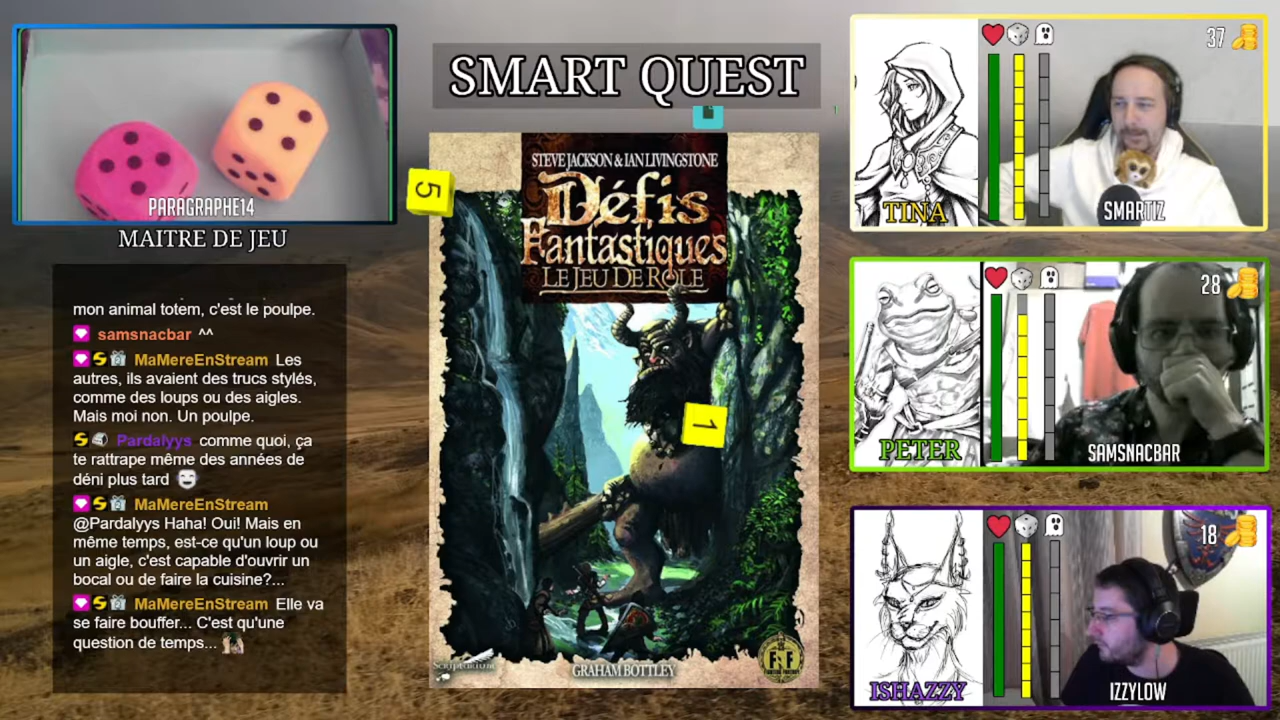 SMART QUEST
PARAGRAPHE14
MAITRE DE JEU
mon animal totem, c'est le poulpe.
samsnacbar ^^
MaMereEnStream Les
autres, ils avaient des trucs stylés,
comme des loups ou des aigles.
Mais moi non. Un poulpe.
Pardalyys comme quoi, ça
te rattrape même des années de
déni plus tard
MaMereEnStream
@Pardalyys Haha! Oui! Mais en
même temps, est-ce qu'un loup ou
un aigle, c'est capable d'ouvrir un
bocal ou de faire la cuisine?...
MaMereEnStream Elle va
se faire bouffer... C'est qu'une
question de temps...
5
STEVE JACKSON & IAN LIVINGSTONE
Défis
Fantastiques
LE JEU DE RÔLE
1
SCRIPTARIUM
GRAHAM BOTTLEY
FF
37
TINA
SMARTIZ
28
PETER
SAMSNACBAR
18
ISHAZZY
IZZYLOW